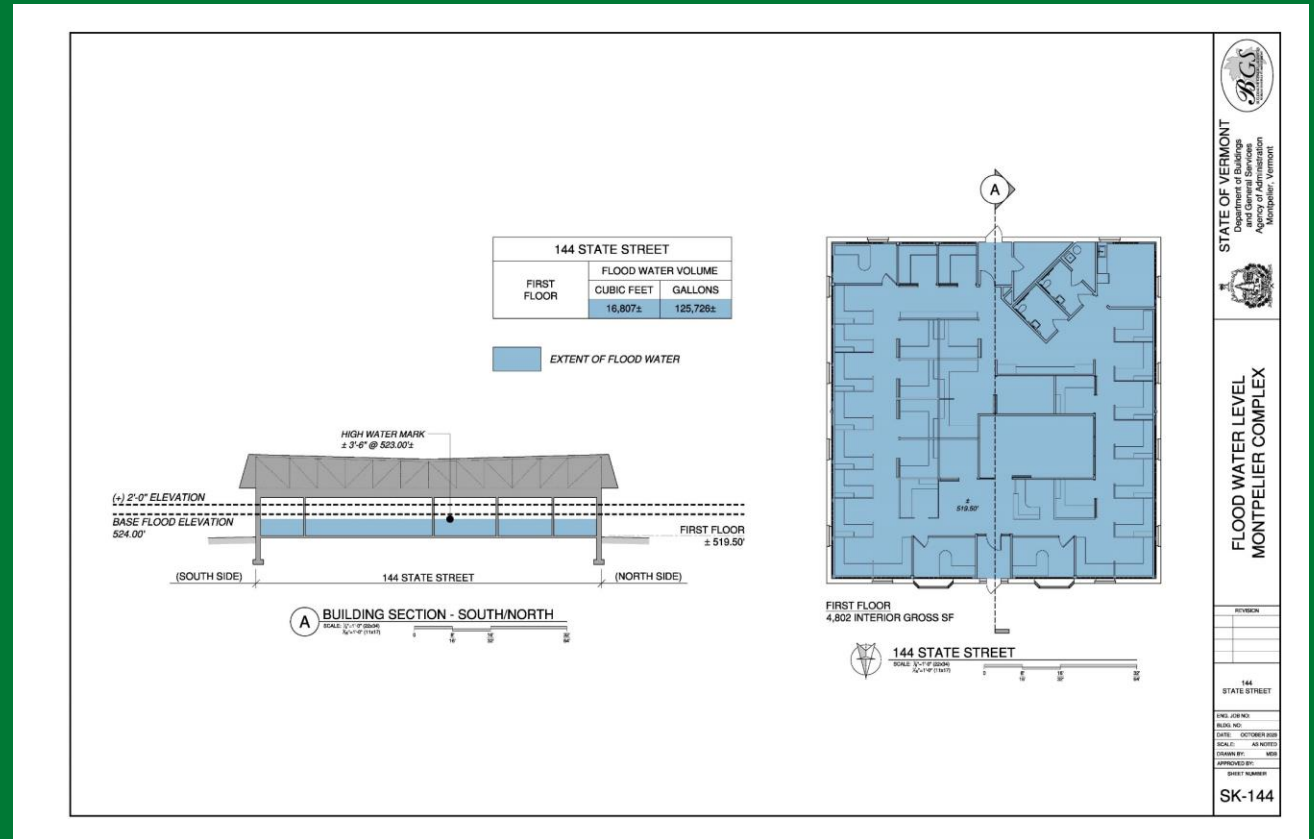 144 STATE STREET
FIRST FLOOR
FLOOD WATER VOLUME
CUBIC FEET GALLONS
16,807± 125,726±
EXTENT OF FLOOD WATER
HIGH WATER MARK
± 3'-6" @ 523.00'±
(+) 2'-0" ELEVATION
BASE FLOOD ELEVATION
524.00'
FIRST FLOOR
± 519.50'
(SOUTH SIDE)
144 STATE STREET
(NORTH SIDE)
A
BUILDING SECTION - SOUTH/NORTH
A
±
519.50'
FIRST FLOOR
4,802 INTERIOR GROSS SF
144 STATE STREET
BGS
STATE OF VERMONT
Department of Buildings
and General Services
Agency of Administration
Montpelier, Vermont
FLOOD WATER LEVEL
MONTPELIER COMPLEX
REVISION
144
STATE STREET
ENG. JOB NO:
BLDG. NO:
DATE: OCTOBER
SCALE: AS NOTED
DRAWN BY:
APPROVED BY:
SHEET NUMBER
SK-144